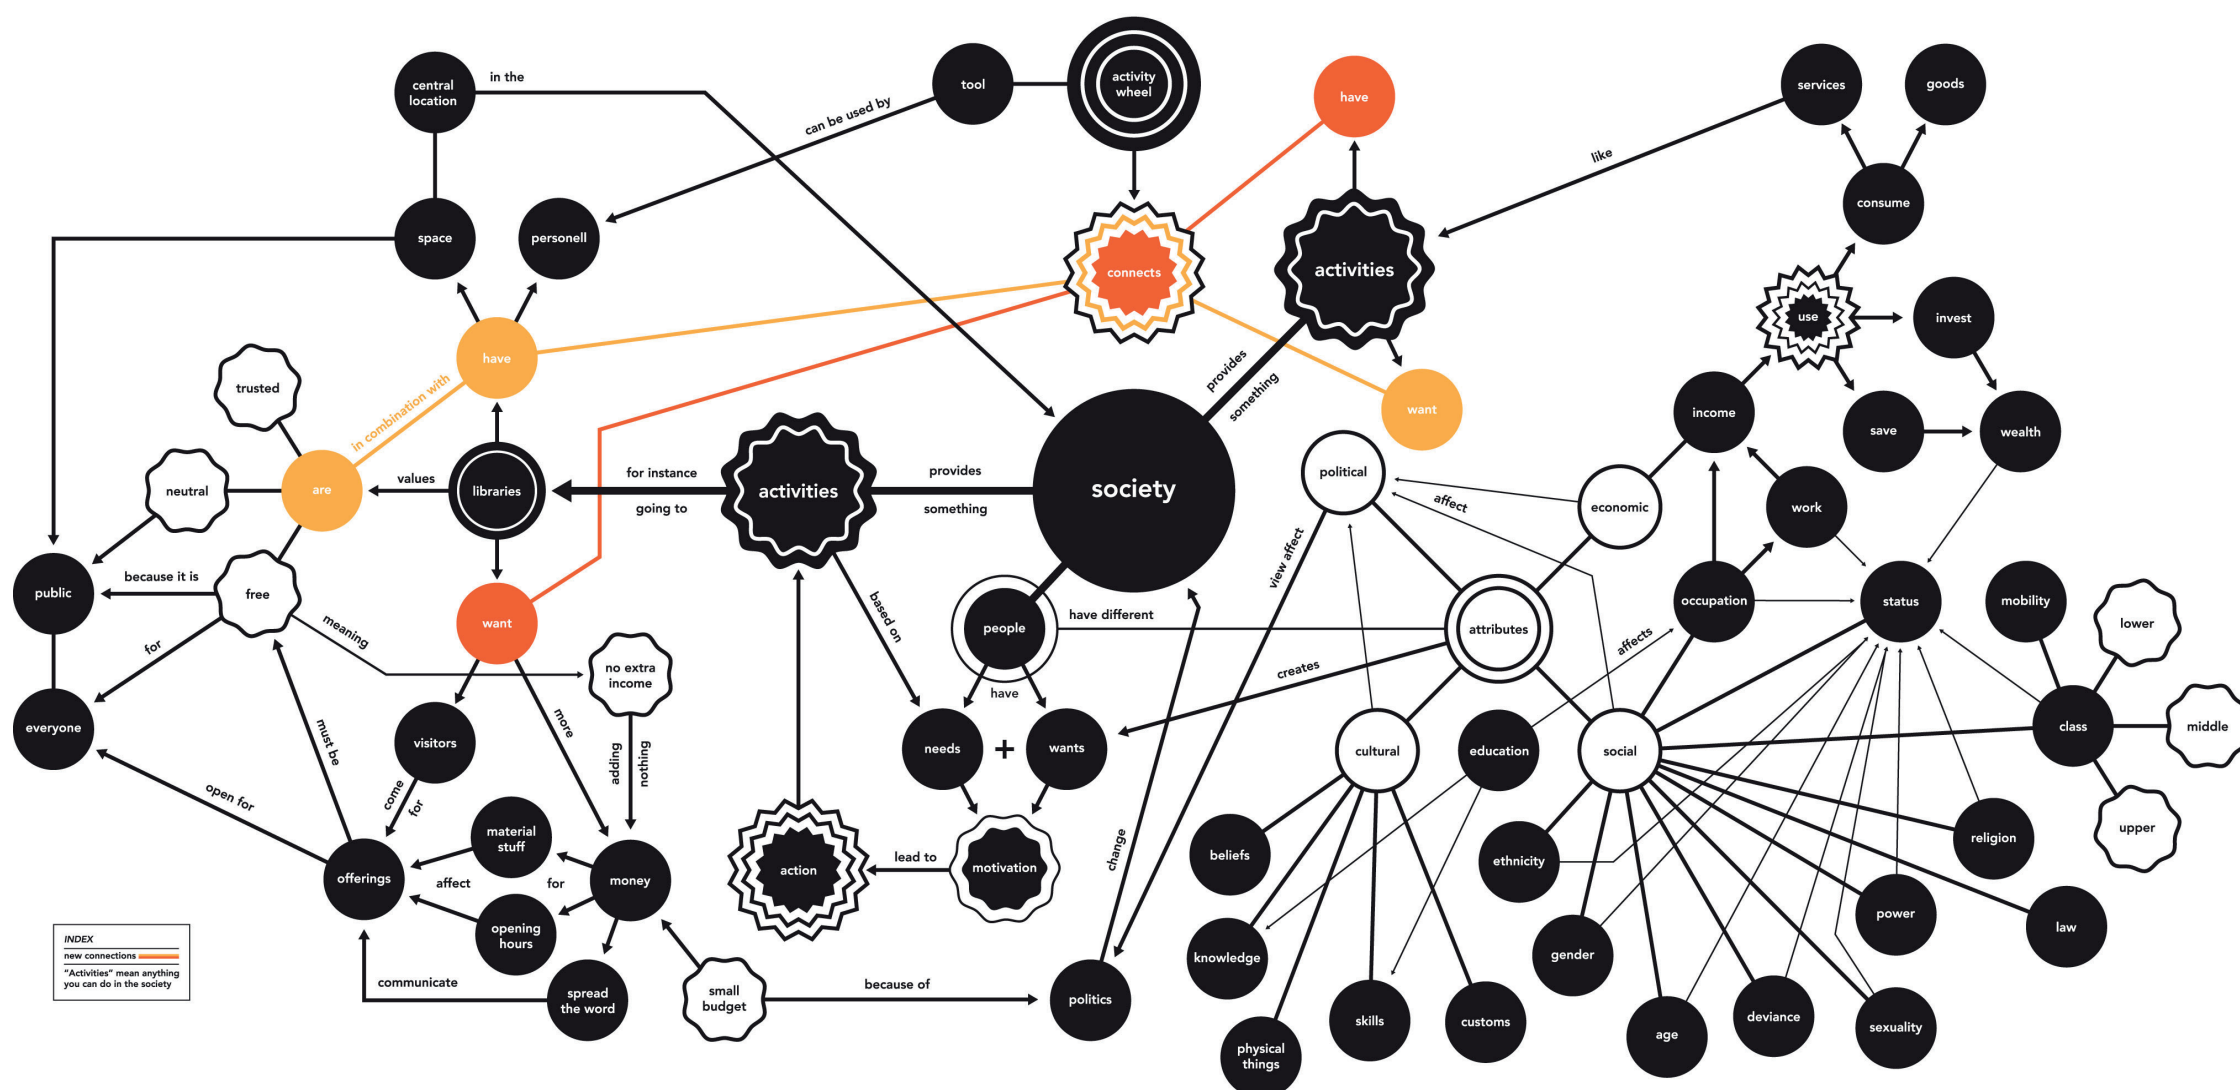 central
location
in the
tool
activity
wheel
have
services
goods
can be used by
like
space
personell
connects
activities
consume
have
use
invest
trusted
in combination with
provides
something
want
income
save
wealth
neutral
are
values
libraries
for instance
going to
activities
provides
something
society
political
affect
economic
work
view affect
public
because it is
free
meaning
want
based on
people
have different
attributes
occupation
status
mobility
lower
affects
for
no extra
income
have
creates
everyone
must be
visitors
more
adding
nothing
needs
+
wants
cultural
education
social
class
middle
open for
come
for
material
stuff
offerings
affect
for
money
opening
hours
action
lead to
motivation
change
beliefs
ethnicity
religion
upper
knowledge
gender
power
law
INDEX
new connections
"Activities" mean anything
you can do in the society
communicate
spread
the word
small
budget
because of
politics
physical
things
skills
customs
age
deviance
sexuality